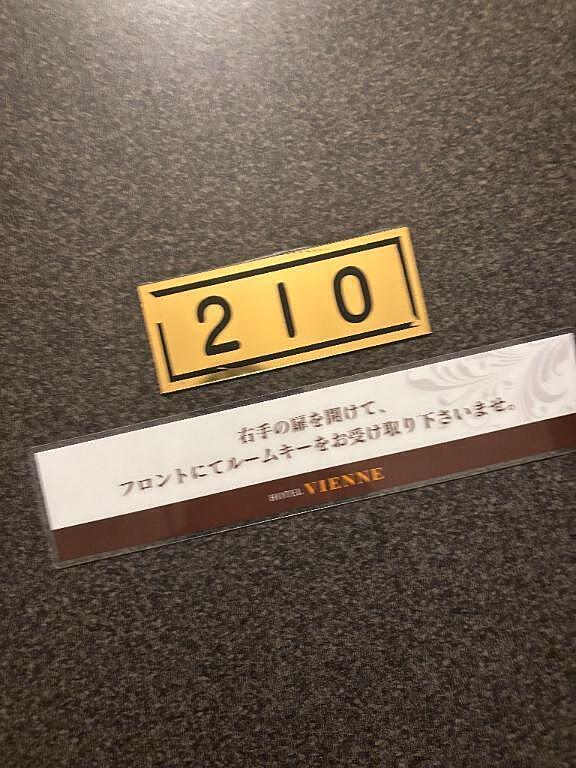 210
右手の扉を開けて、
フロントにてルームキーをお受け取り下さいませ。
HOTEL VIENNE